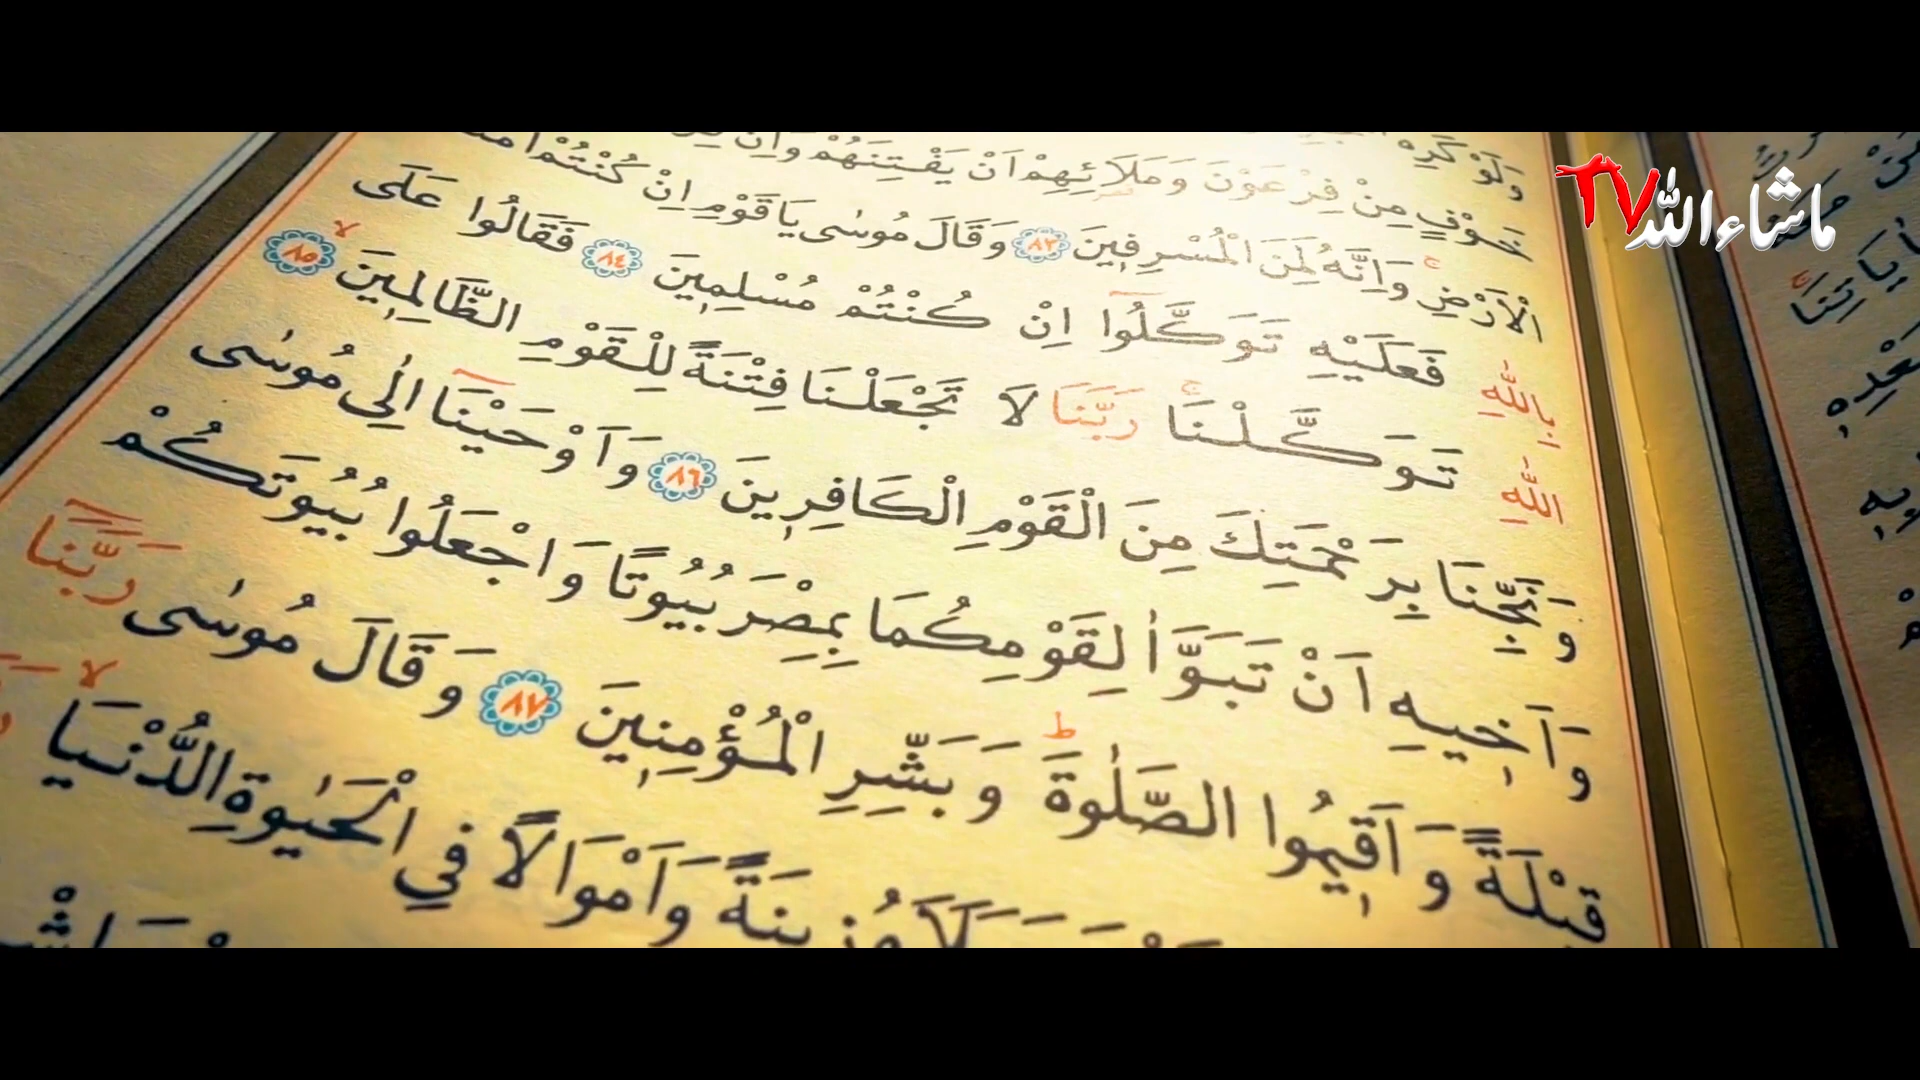 خَوْفٍ مِنْ فِرْعَوْنَ وَمَلَائِهِمْ اَنْ يَفْتِنَهُمْ وَاِنَّ
الْاَرْضِ وَاِنَّهُ لَمِنَ الْمُسْرِفٖينَ ٨٣ وَقَالَ مُوسٰى يَا قَوْمِ اِنْ كُنْتُمْ
بِاللّٰهِ فَعَلَيْهِ تَوَكَّلُوا اِنْ كُنْتُمْ مُسْلِمٖينَ ٨٤ فَقَالُوا عَلَى
اللّٰهِ تَوَكَّلْنَا رَبَّنَا لَا تَجْعَلْنَا فِتْنَةً لِلْقَوْمِ الظَّالِمٖينَ ٨٥
وَنَجِّنَا بِرَحْمَتِكَ مِنَ الْقَوْمِ الْكَافِرٖينَ ٨٦ وَاَوْحَيْنَا اِلٰى مُوسٰى
وَاَخٖيهِ اَنْ تَبَوَّاٰ لِقَوْمِكُمَا بِمِصْرَ بُيُوتًا وَاجْعَلُوا بُيُوتَكُمْ
قِبْلَةً وَاَقٖيمُوا الصَّلٰوةَ وَبَشِّرِ الْمُؤْمِنٖينَ ٨٧ وَقَالَ مُوسٰى رَبَّنَا
زٖينَةً وَاَمْوَالًا فِي الْحَيٰوةِ الدُّنْيَا
ماشاءالله TV